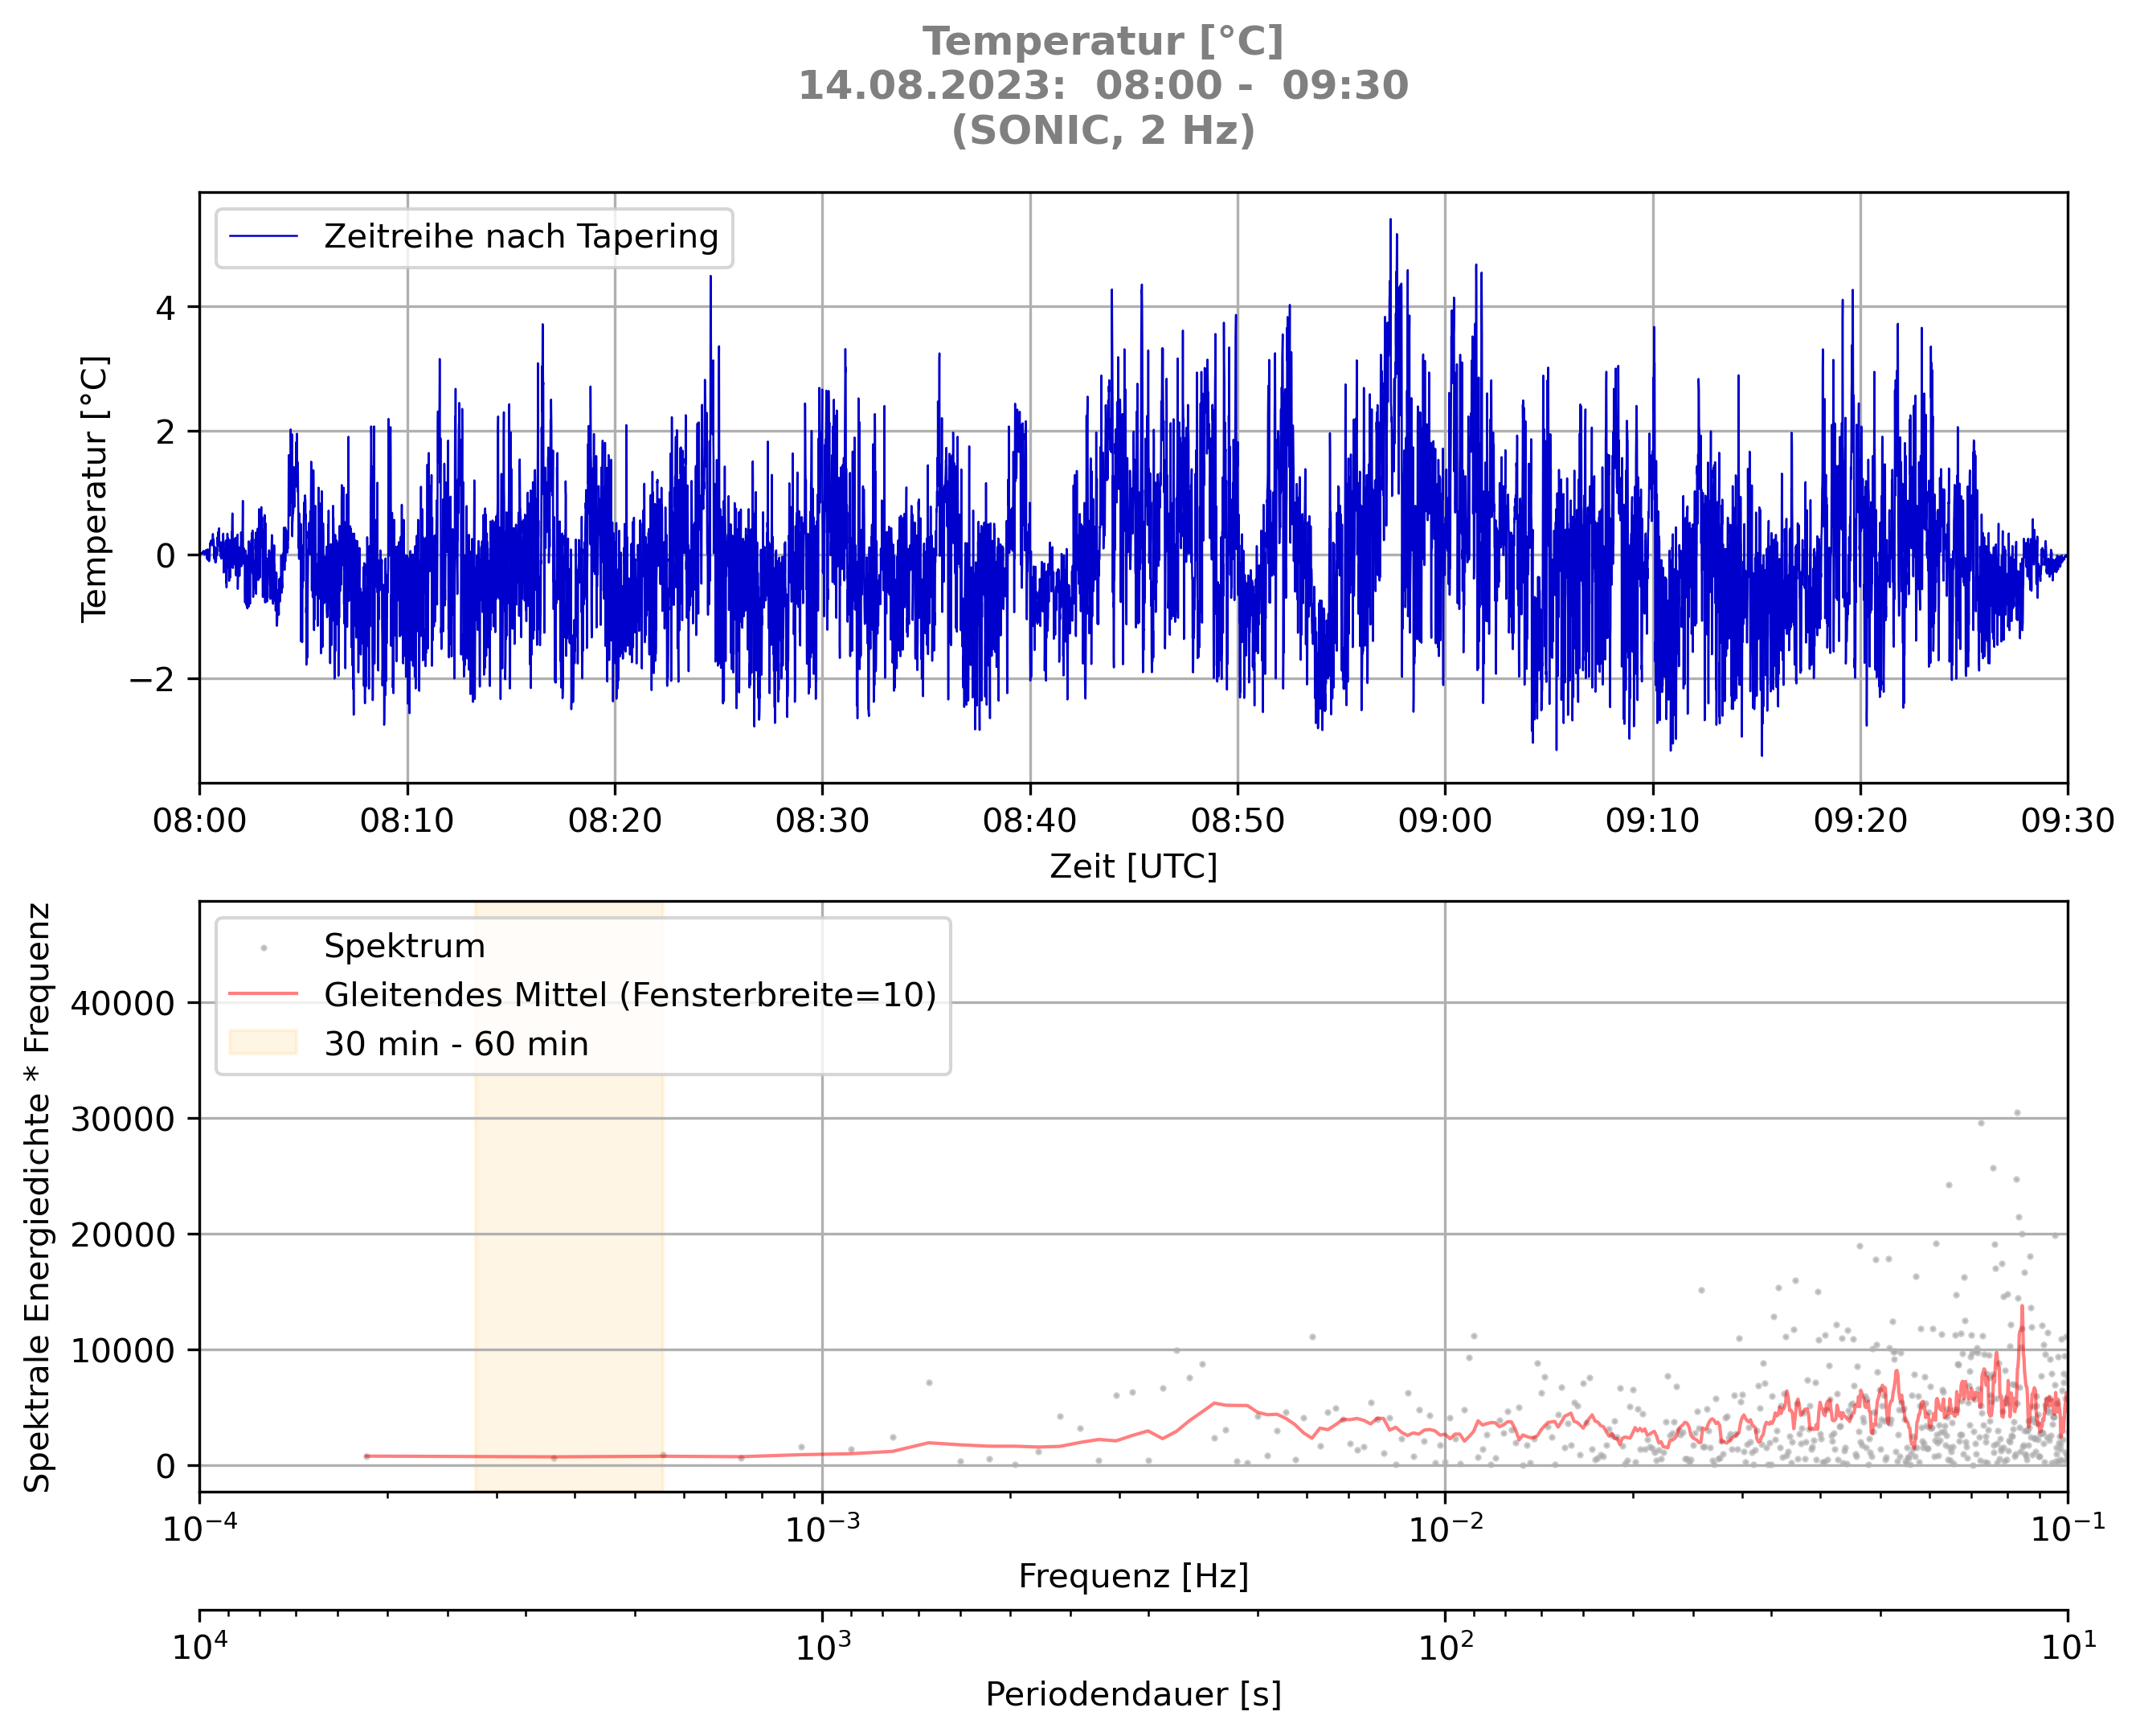 Temperatur [°C]
14.08.2023:  08:00 -  09:30
(SONIC, 2 Hz)
Zeitreihe nach Tapering
Temperatur [°C]
4
2
0
−2
08:00 08:10 08:20 08:30 08:40 08:50 09:00 09:10 09:20 09:30
Zeit [UTC]
Spektrum
Gleitendes Mittel (Fensterbreite=10)
30 min - 60 min
Spektrale Energiedichte * Frequenz
40000
30000
20000
10000
0
10⁻⁴ 10⁻³ 10⁻² 10⁻¹
Frequenz [Hz]
10⁴ 10³ 10² 10¹
Periodendauer [s]